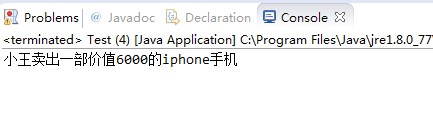 Problems @ Javadoc Declaration Console
<terminated> Test (4) [Java Application] C:\Program Files\Java\jre1.8.0_77\
小王卖出一部价值6000的iphone手机